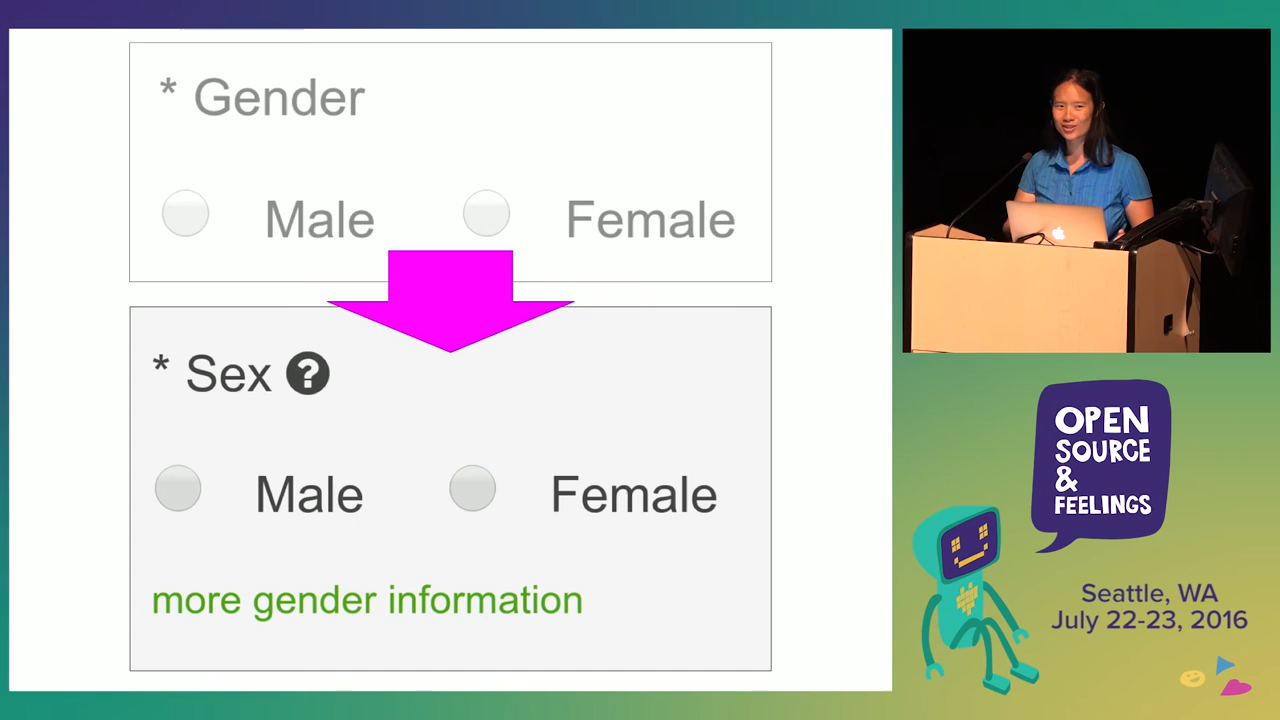 * Gender
Male Female
* Sex ?
Male Female
more gender information
OPEN
SOURCE
&
FEELINGS
Seattle, WA
July 22-23, 2016